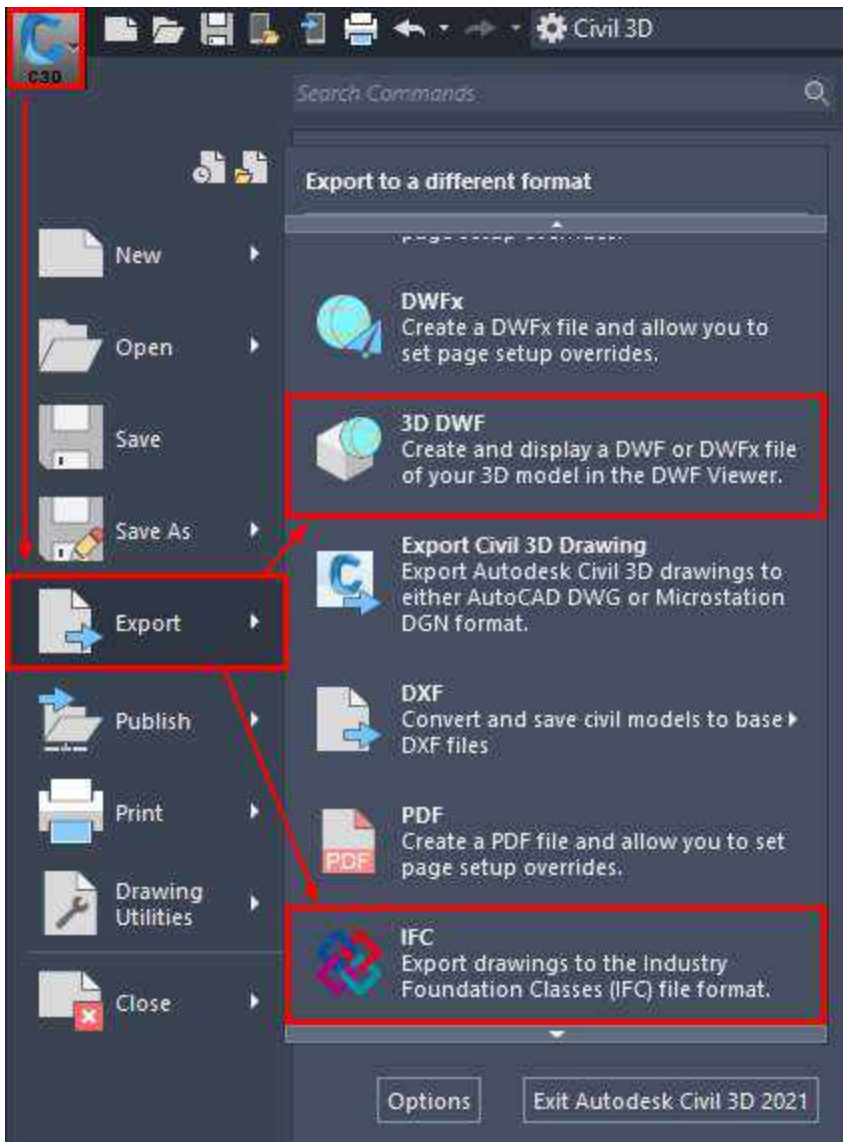 Civil 3D
C3D
Search Commands
Export to a different format
New
Open
Save
Save As
Export
Publish
Print
Drawing
Utilities
Close
DWFx
Create a DWFx file and allow you to
set page setup overrides.
3D DWF
Create and display a DWF or DWFx file
of your 3D model in the DWF Viewer.
Export Civil 3D Drawing
Export Autodesk Civil 3D drawings to
either AutoCAD DWG or Microstation
DGN format.
DXF
Convert and save civil models to base
DXF files
PDF
PDF
Create a PDF file and allow you to set
page setup overrides.
IFC
Export drawings to the Industry
Foundation Classes (IFC) file format.
Options
Exit Autodesk Civil 3D 2021